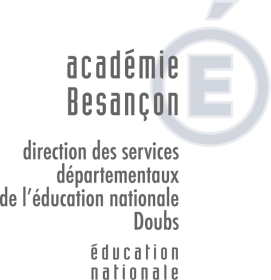 académie
Besançon
É
direction des services
départementaux
de l'éducation nationale
Doubs
éducation
nationale